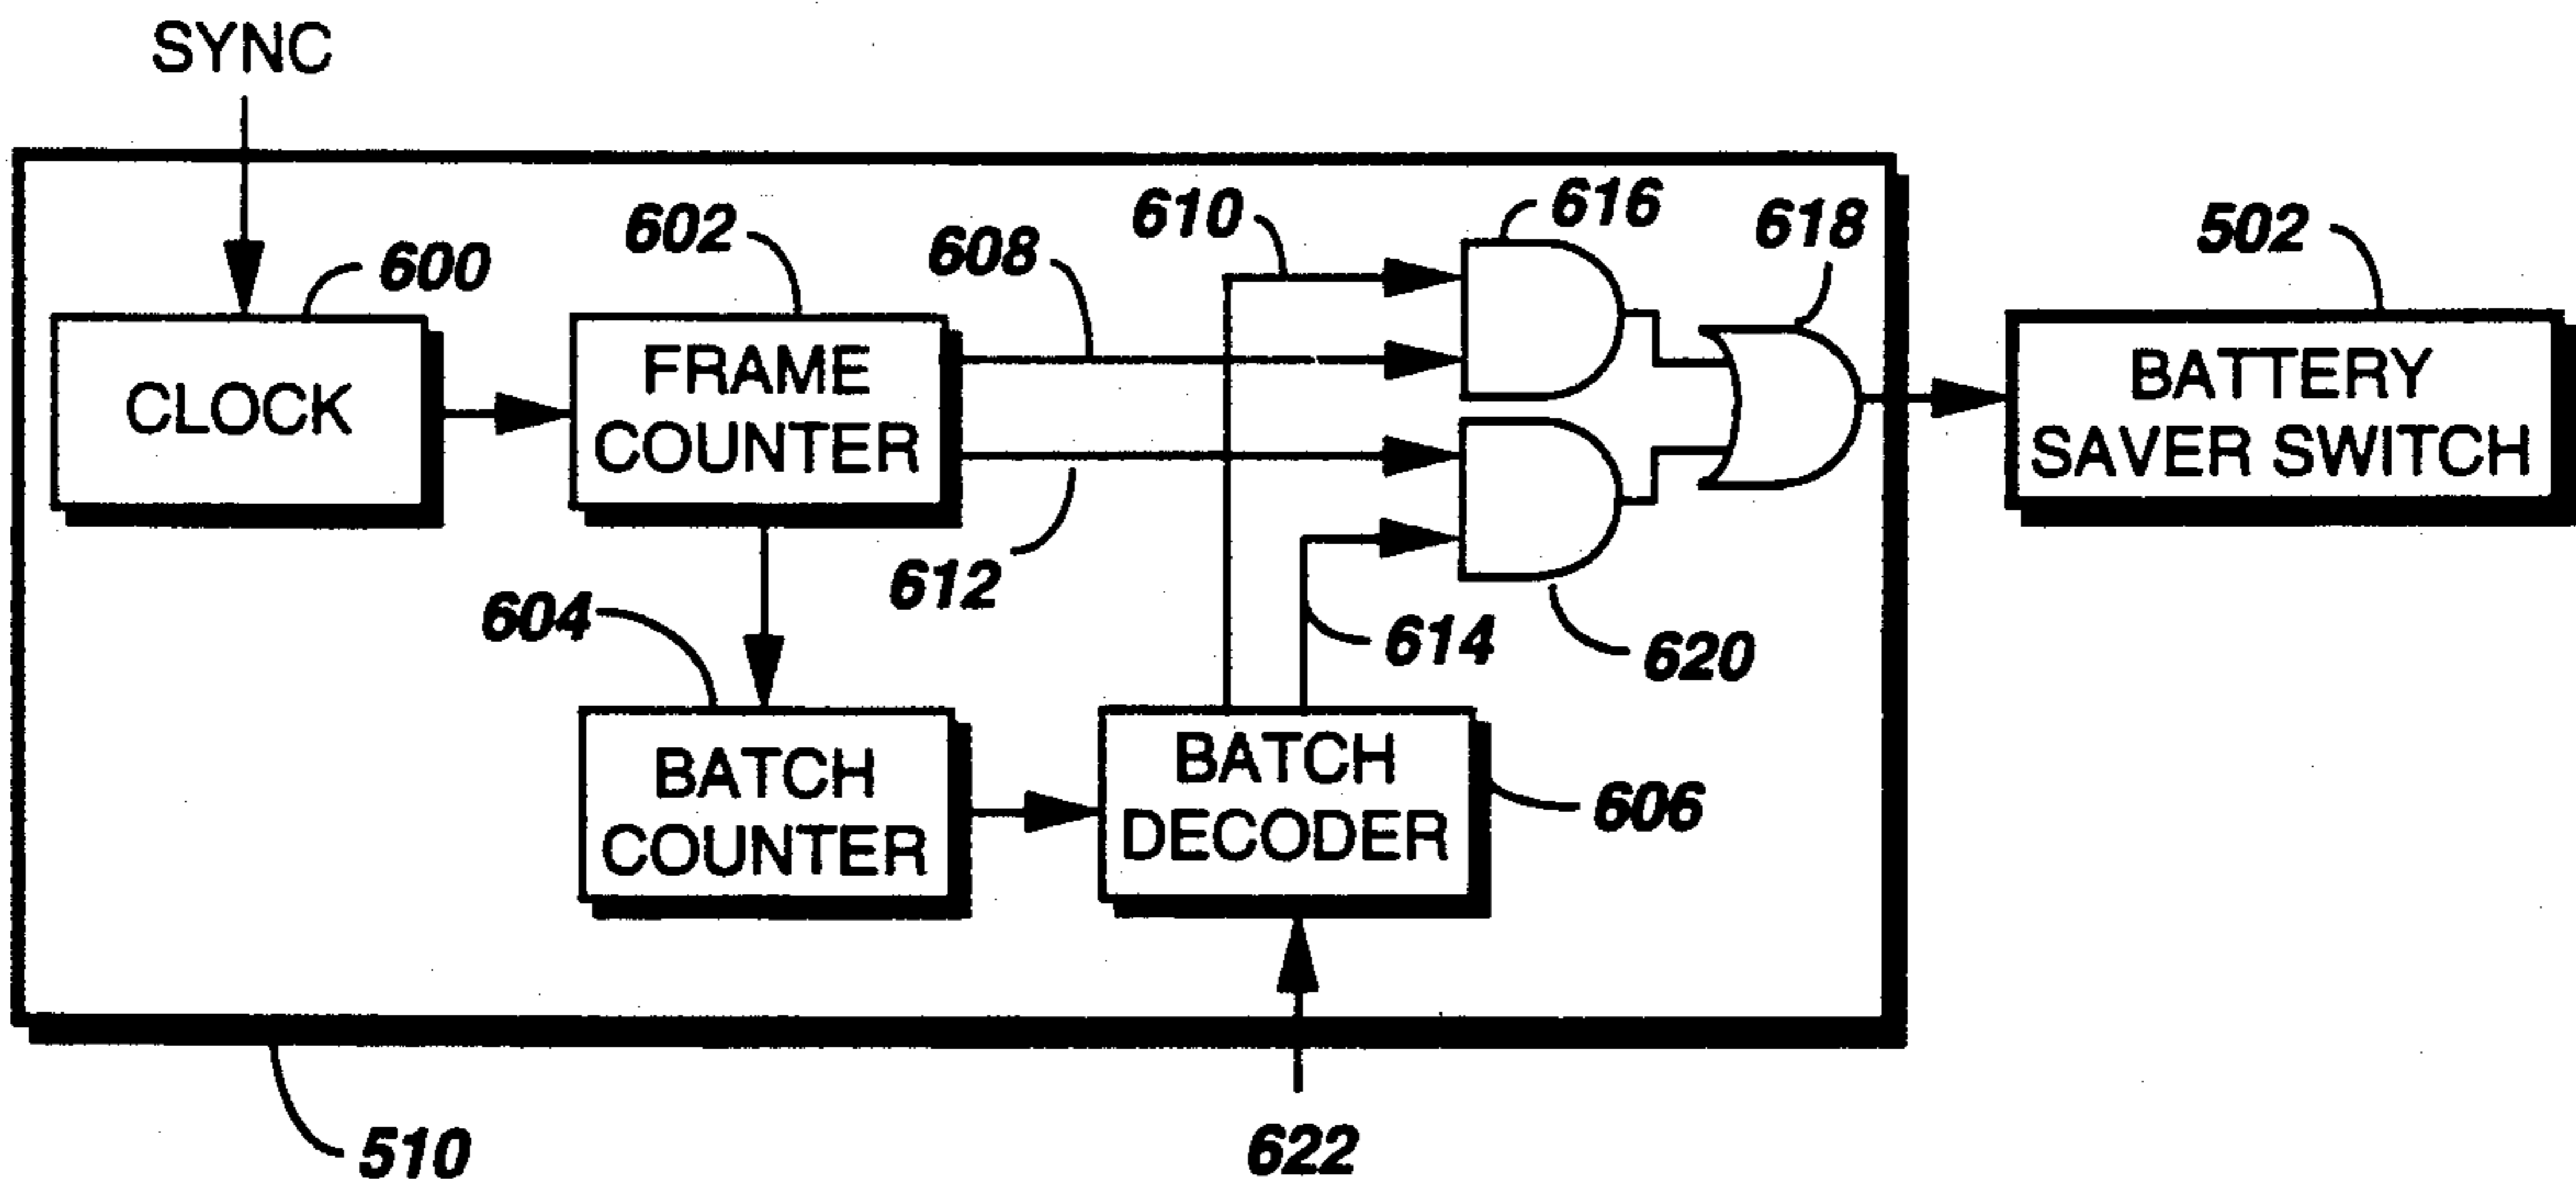 SYNC
610
616
618
602
608
502
600
CLOCK
FRAME
COUNTER
BATTERY
SAVER SWITCH
612
604
614
620
BATCH
COUNTER
BATCH
DECODER
606
510
622